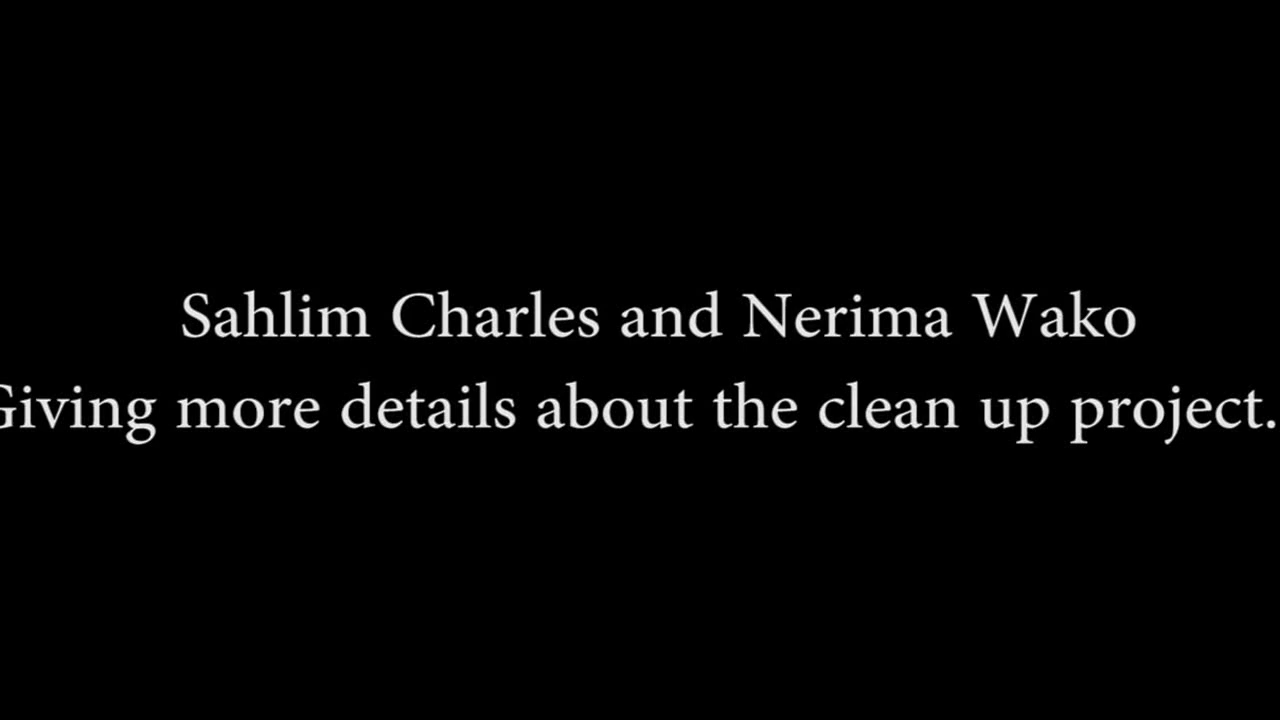 Sahlim Charles and Nerima Wako
Giving more details about the clean up project.